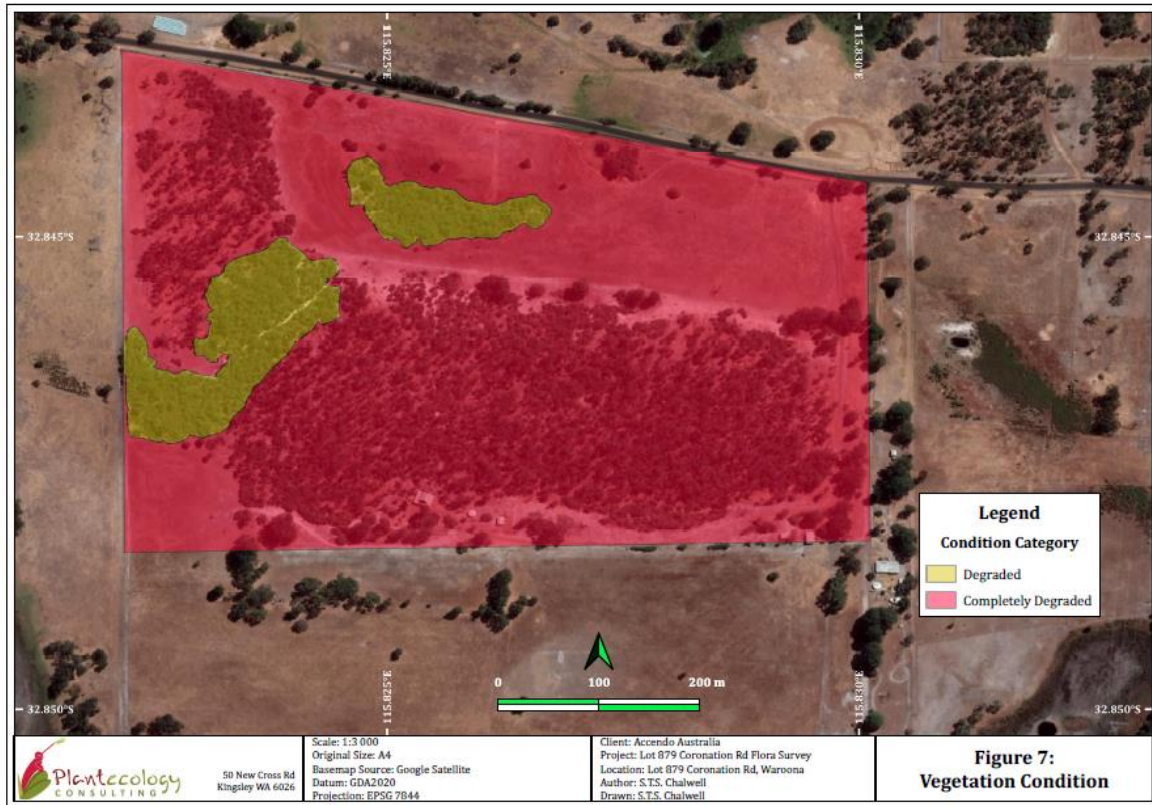 115.825°E
115.830°E
32.845°S
32.845°S
Legend
Condition Category
Degraded
Completely Degraded
0 100 200 m
32.850°S
115.825°E
115.830°E
32.850°S
Plantecology
CONSULTING
50 New Cross Rd
Kingsley WA 6026
Scale: 1:3 000
Original Size: A4
Basemap Source: Google Satellite
Datum: GDA2020
Projection: EPSG 7844
Client: Accendo Australia
Project: Lot 879 Coronation Rd Flora Survey
Location: Lot 879 Coronation Rd, Waroona
Author: S.T.S. Chalwell
Drawn: S.T.S. Chalwell
Figure 7:
Vegetation Condition